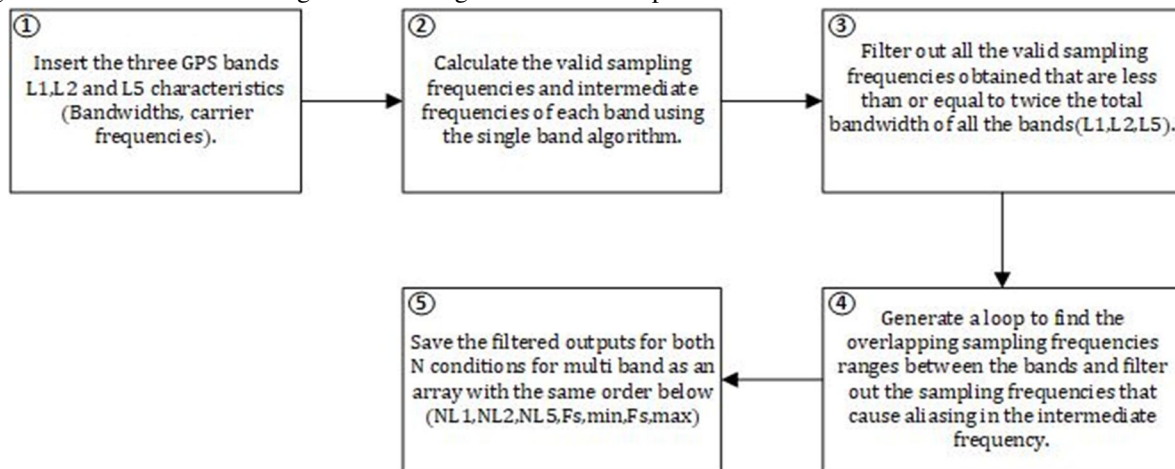 ①
Insert the three GPS bands
L1,L2 and L5 characteristics
(Bandwidths, carrier
frequencies).
②
Calculate the valid sampling
frequencies and intermediate
frequencies of each band using
the single band algorithm.
③
Filter out all the valid sampling
frequencies obtained that are less
than or equal to twice the total
bandwidth of all the bands(L1,L2,L5).
④
Generate a loop to find the
overlapping sampling frequencies
ranges between the bands and filter
out the sampling frequencies that
cause aliasing in the intermediate
frequency.
⑤
Save the filtered outputs for both
N conditions for multi band as an
array with the same order below
(NL1,NL2,NL5,Fs,min,Fs,max)